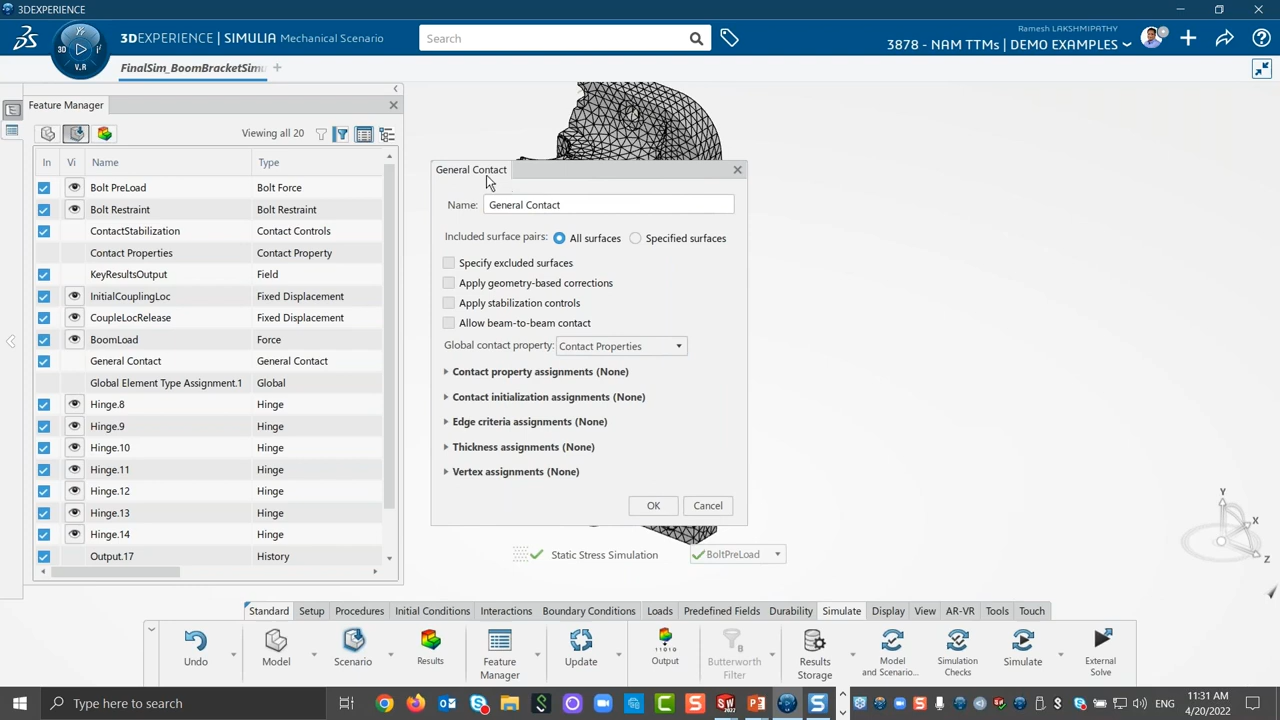 3DEXPERIENCE
3DEXPERIENCE | SIMULIA Mechanical Scenario
3D
V.R
Search
Ramesh LAKSHMIPATHY
3878 - NAM TTMs | DEMO EXAMPLES
FinalSim_BoomBracketSimu
Feature Manager
Viewing all 20
In Vi Name Type
Bolt PreLoad Bolt Force
Bolt Restraint Bolt Restraint
ContactStabilization Contact Controls
Contact Properties Contact Property
KeyResultsOutput Field
InitialCouplingLoc Fixed Displacement
CoupleLocRelease Fixed Displacement
BoomLoad Force
General Contact General Contact
Global Element Type Assignment.1 Global
Hinge.8 Hinge
Hinge.9 Hinge
Hinge.10 Hinge
Hinge.11 Hinge
Hinge.12 Hinge
Hinge.13 Hinge
Hinge.14 Hinge
Output.17 History
General Contact
Name: General Contact
Included surface pairs: All surfaces Specified surfaces
Specify excluded surfaces
Apply geometry-based corrections
Apply stabilization controls
Allow beam-to-beam contact
Global contact property: Contact Properties
Contact property assignments (None)
Contact initialization assignments (None)
Edge criteria assignments (None)
Thickness assignments (None)
Vertex assignments (None)
OK Cancel
Static Stress Simulation BoltPreLoad
Y
X
Z
Standard Setup Procedures Initial Conditions Interactions Boundary Conditions Loads Predefined Fields Durability Simulate Display View AR-VR Tools Touch
Undo
Model
Scenario
Results
Feature
Manager
Update
Output
Butterworth
Filter
Results
Storage
Model
and Scenario...
Simulation
Checks
Simulate
External
Solve
Type here to search
ENG
11:31 AM
4/20/2022